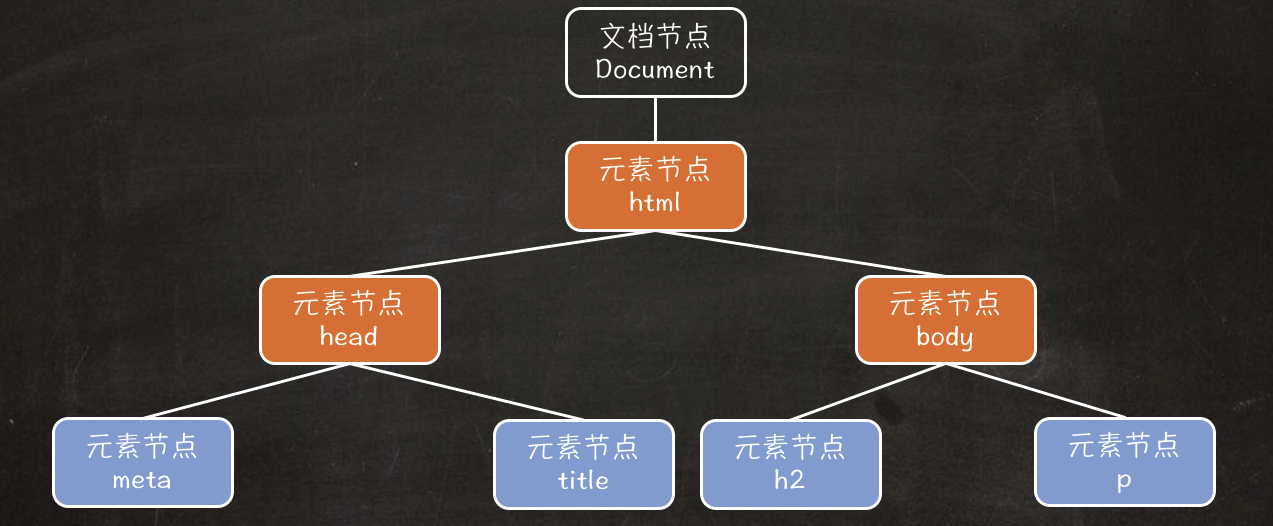 文档节点
Document
元素节点
html
元素节点
head
元素节点
body
元素节点
meta
元素节点
title
元素节点
h2
元素节点
p